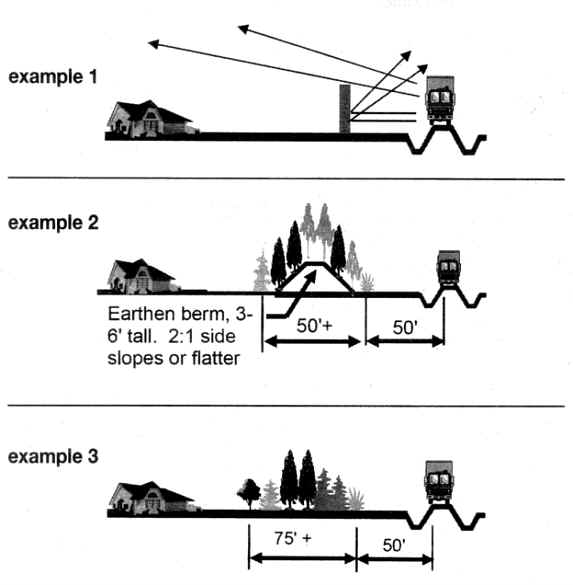 example 1
example 2
Earthen berm, 3-
6' tall. 2:1 side
slopes or flatter
50'+
50'
example 3
75' +
50'